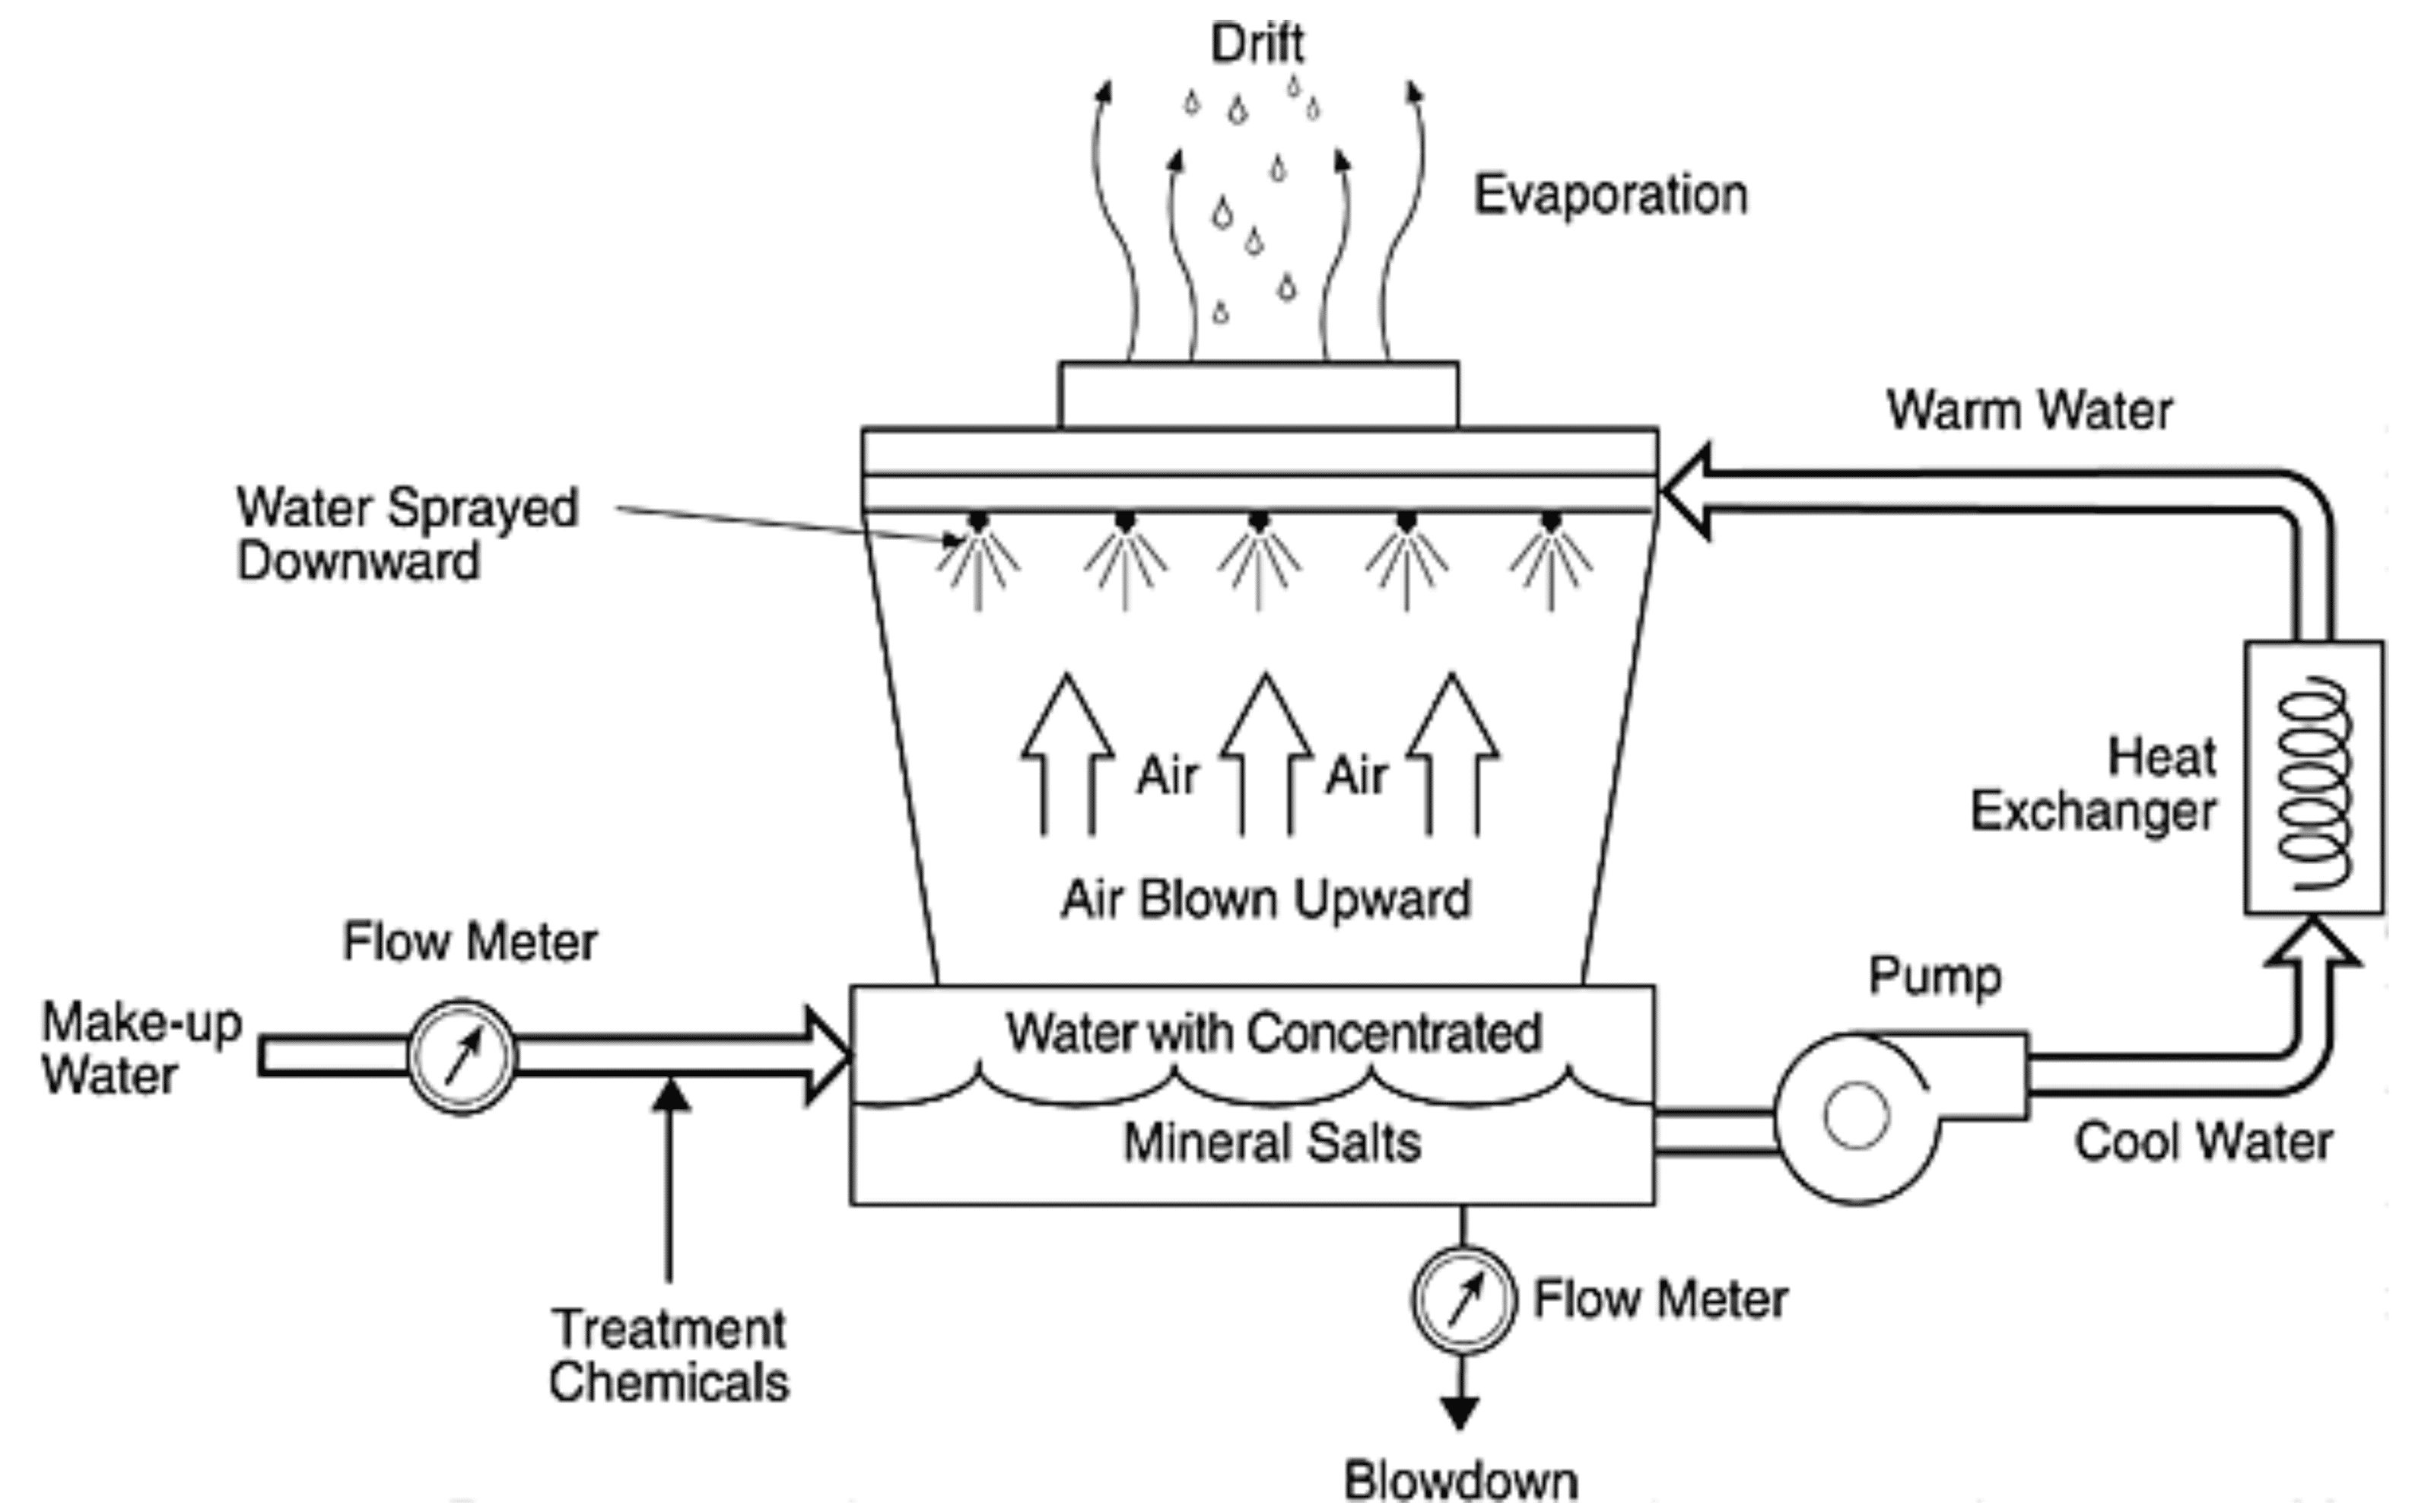 Drift
Evaporation
Warm Water
Water Sprayed
Downward
Air
Air
Heat
Exchanger
Air Blown Upward
Flow Meter
Pump
Make-up
Water
Water with Concentrated
Mineral Salts
Cool Water
Flow Meter
Treatment
Chemicals
Blowdown